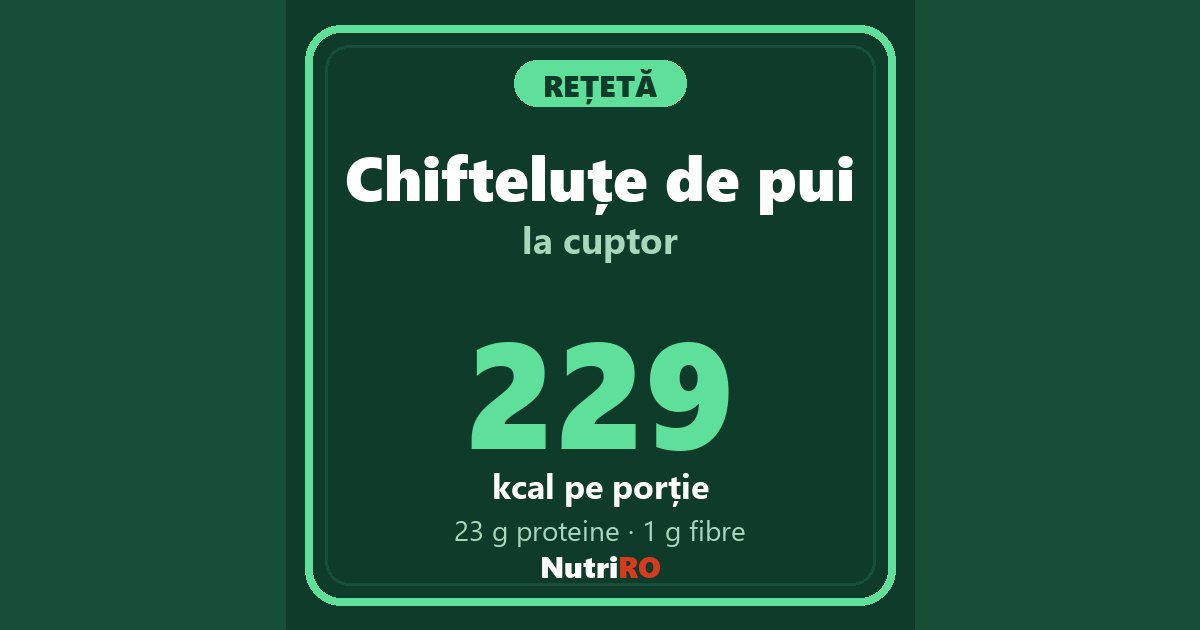 REȚETĂ
Chifteluțe de pui
la cuptor
229
kcal pe porție
23 g proteine · 1 g fibre
NutriRO